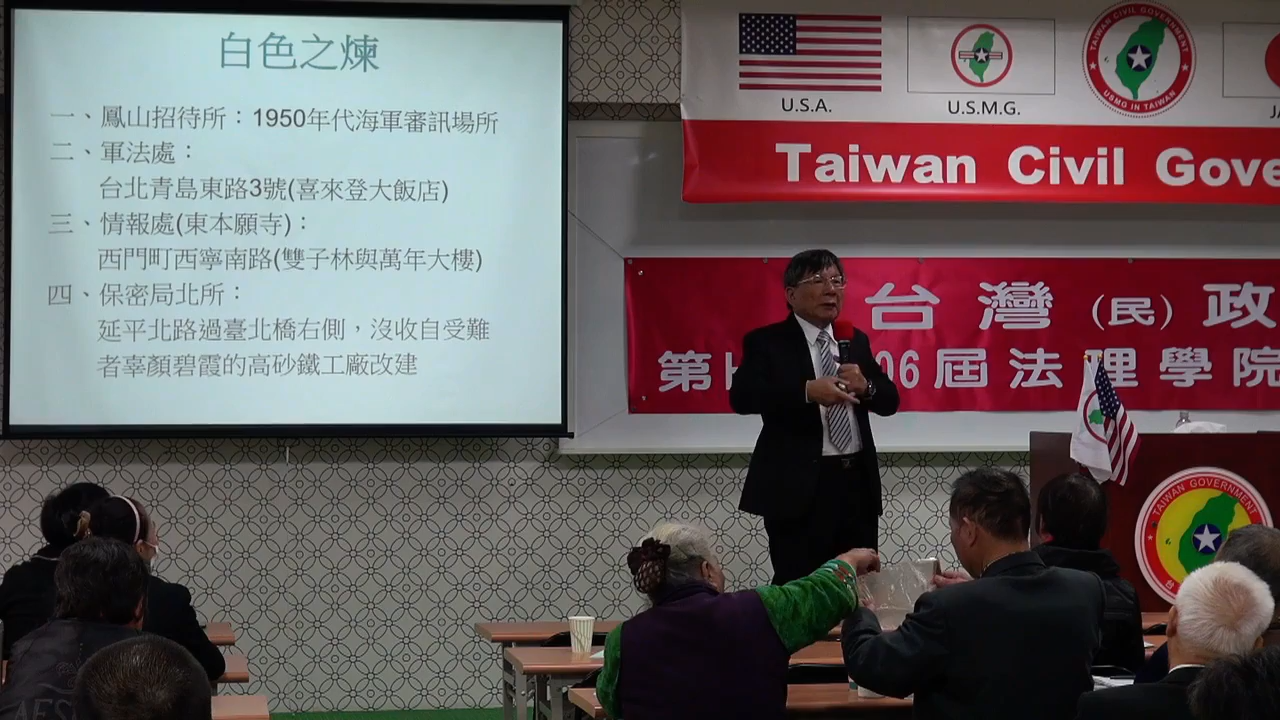 白色之煉
一、鳳山招待所：1950年代海軍審訊場所
二、軍法處：
台北青島東路3號(喜來登大飯店)
三、情報處(東本願寺)：
西門町西寧南路(雙子林與萬年大樓)
四、保密局北所：
延平北路過臺北橋右側，沒收自受難
者辜顏碧霞的高砂鐵工廠改建
U.S.A.
U.S.M.G.
TAIWAN CIVIL GOVERNMENT
USMG IN TAIWAN
JA
Taiwan Civil Gove
台灣(民)政
第 06屆法理學院
TAIWAN GOVERNMENT
台